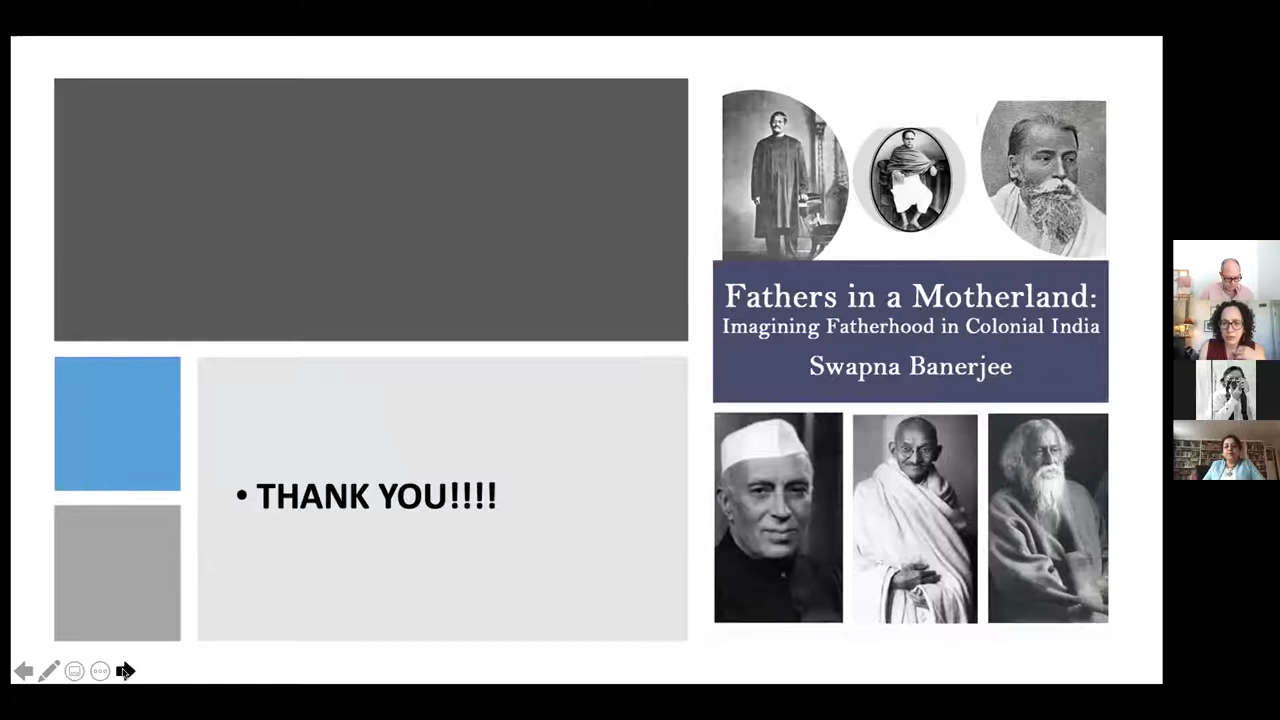 Fathers in a Motherland:
Imagining Fatherhood in Colonial India
Swapna Banerjee
• THANK YOU!!!!